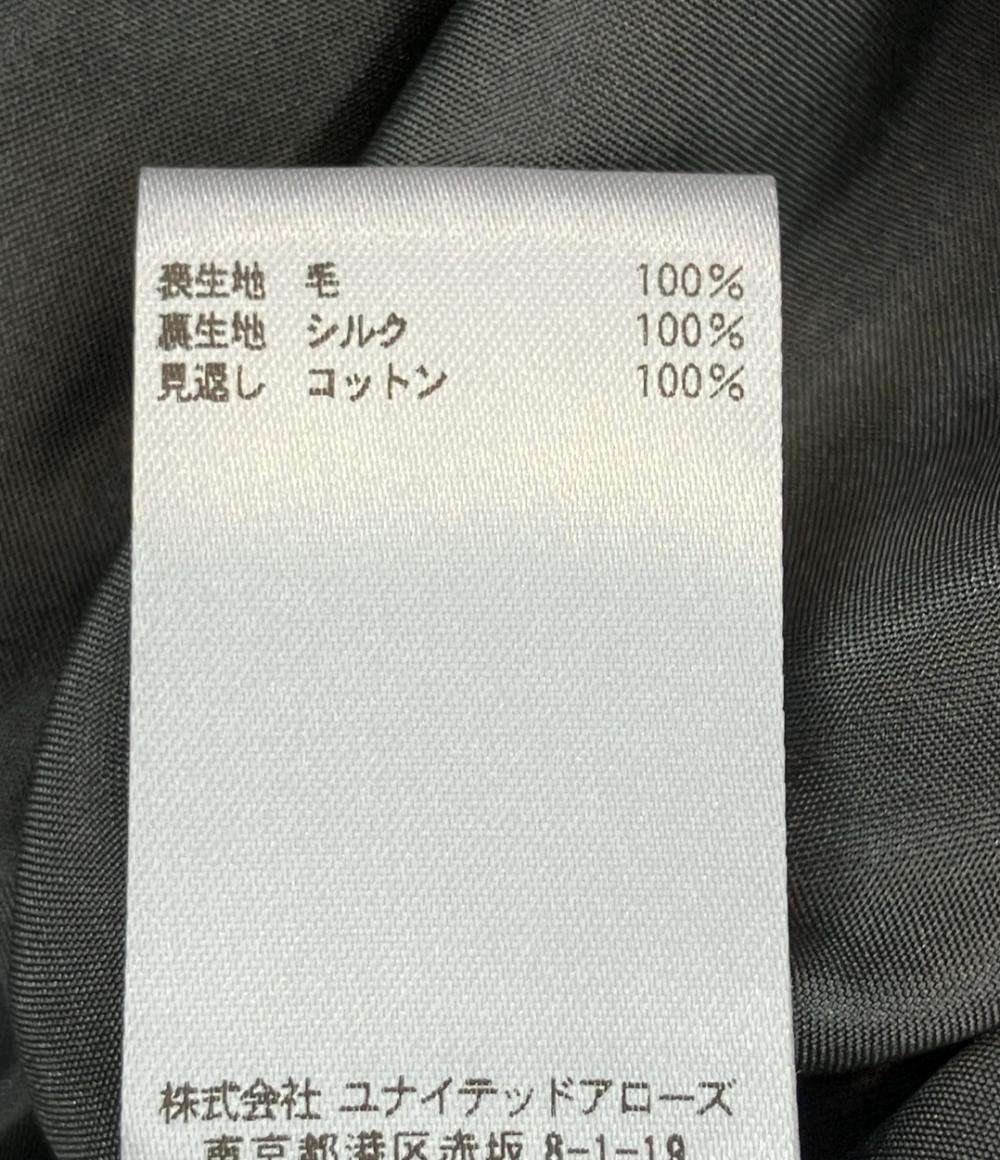 表生地 毛 100%
裏生地 シルク 100%
見返し コットン 100%
株式会社 ユナイテッドアローズ
東京都港区赤坂 8-1-19